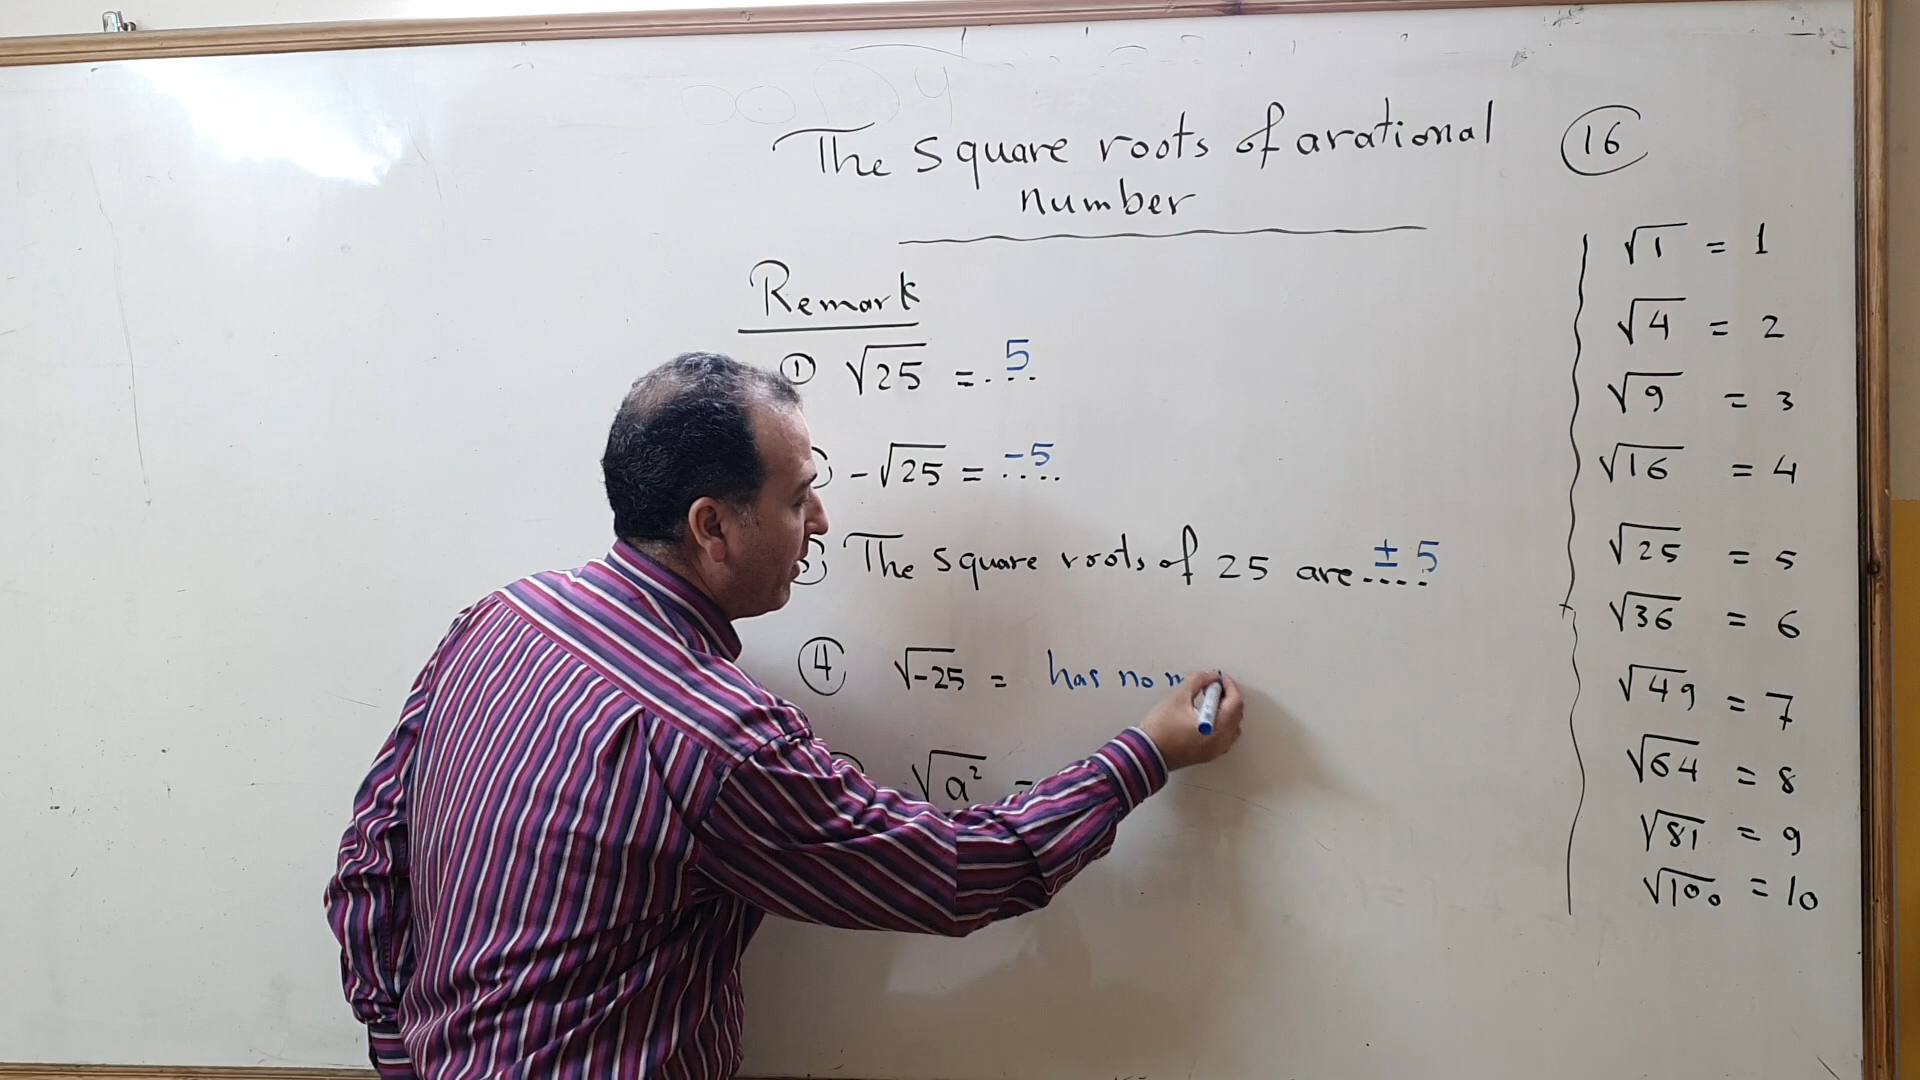 The square roots of arational
number
16
Remark
① √25 = .5...
- √25 = -5....
The square roots of 25 are ± 5....
④ √-25 = has no
√a² =
√1 = 1
√4 = 2
√9 = 3
√16 = 4
√25 = 5
√36 = 6
√49 = 7
√64 = 8
√81 = 9
√100 = 10